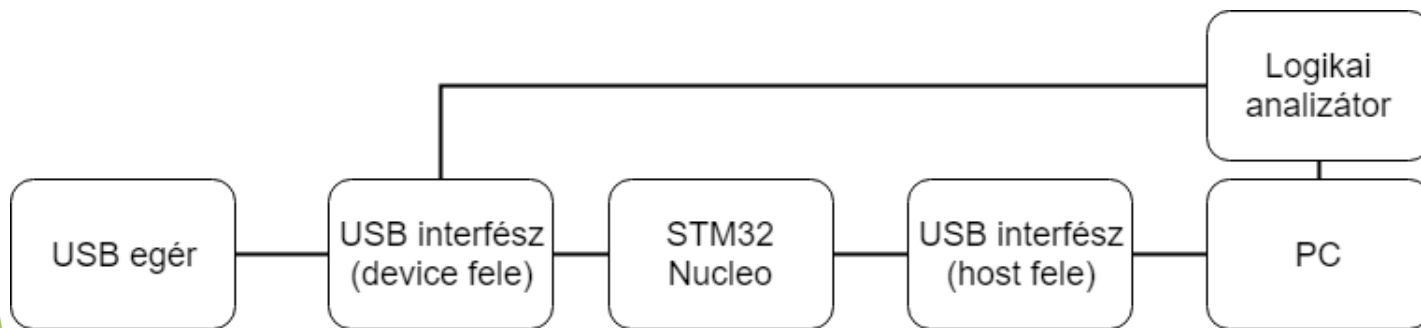 Logikai
analizátor
USB egér
USB interfész
(device fele)
STM32
Nucleo
USB interfész
(host fele)
PC